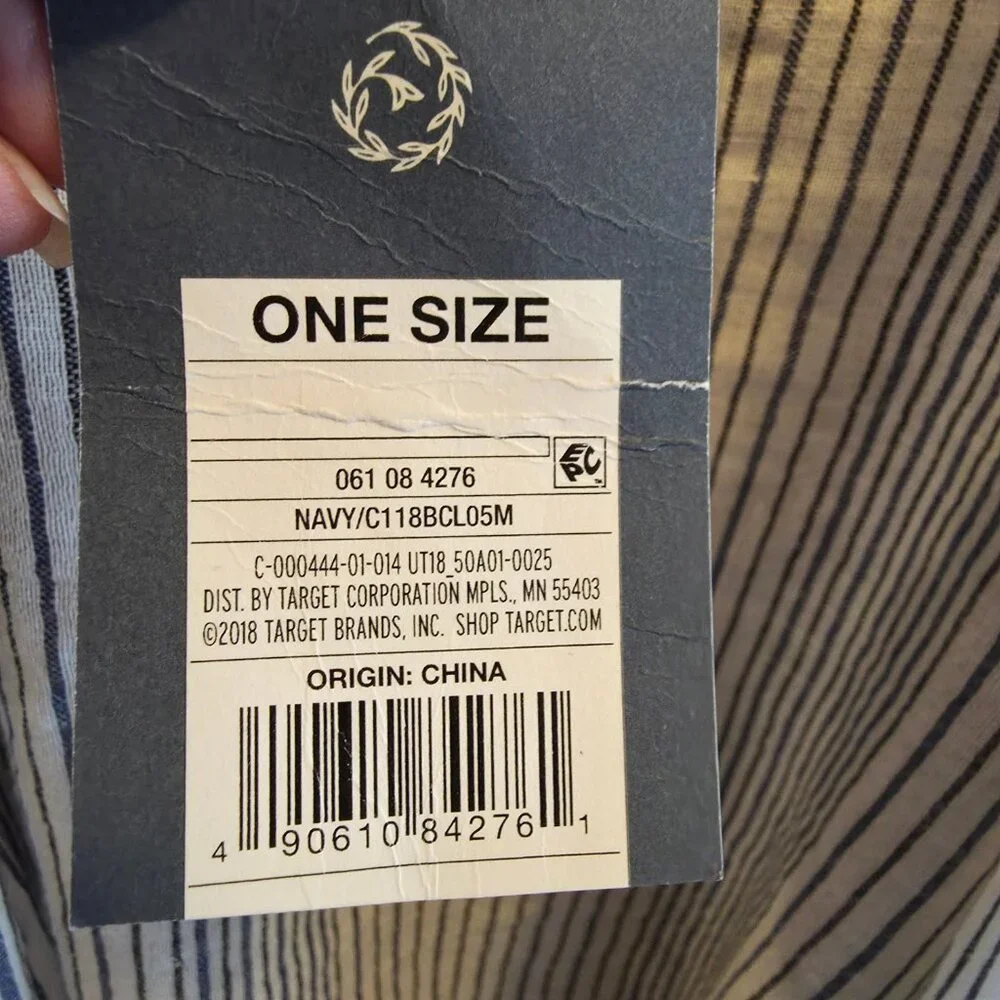 ONE SIZE
EPC™
061 08 4276
NAVY/C118BCL05M
C-000444-01-014 UT18_50A01-0025
DIST. BY TARGET CORPORATION MPLS., MN 55403
©2018 TARGET BRANDS, INC. SHOP TARGET.COM
ORIGIN: CHINA
4 90610 84276 1